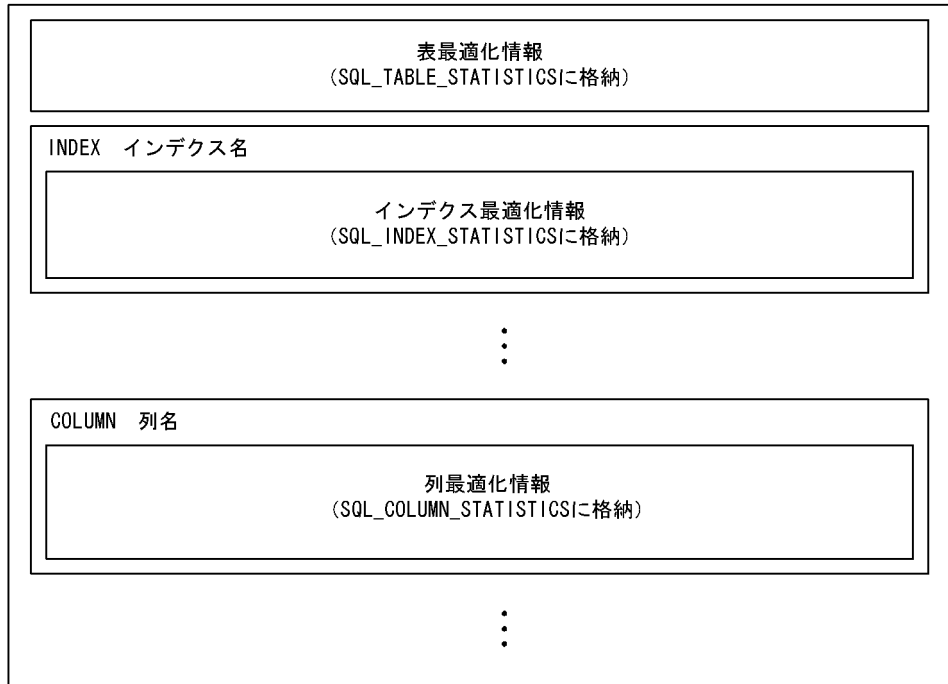 表最適化情報
（SQL_TABLE_STATISTICSに格納）
INDEX　インデクス名
インデクス最適化情報
（SQL_INDEX_STATISTICSに格納）
COLUMN　列名
列最適化情報
（SQL_COLUMN_STATISTICSに格納）